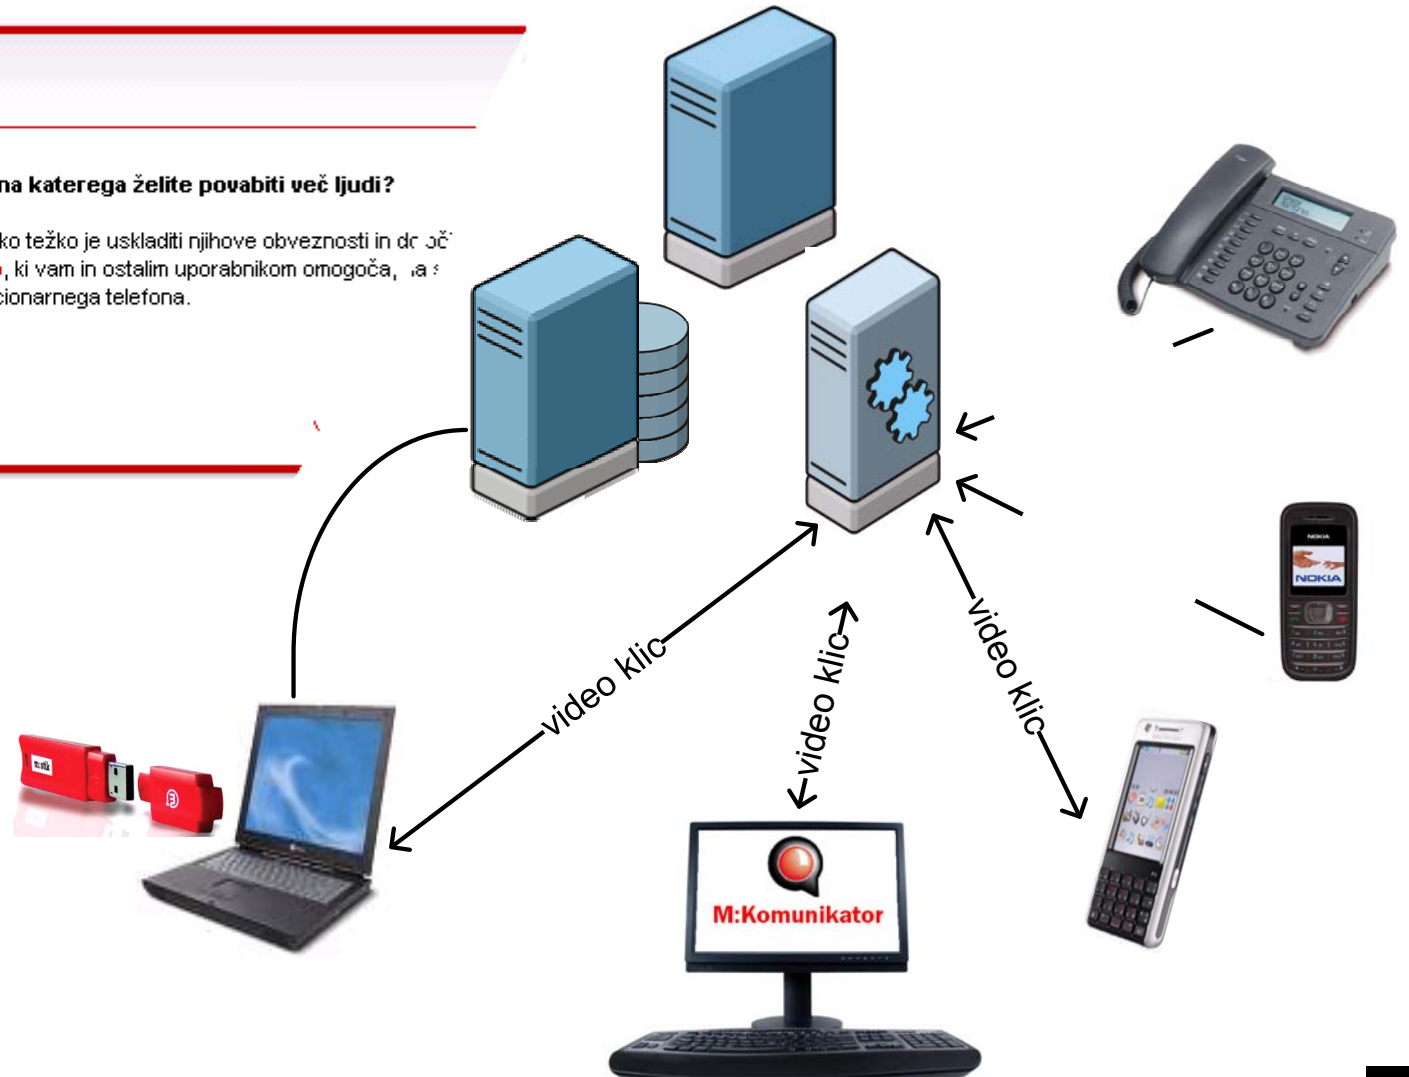 na katerega želite povabiti več ljudi?
ko težko je uskladiti njihove obveznosti in
, ki vam in ostalim uporabnikom omogoča,
cionarnega telefona.
video klic
video klic
video klic
NOKIA
NOKIA
M:Komunikator